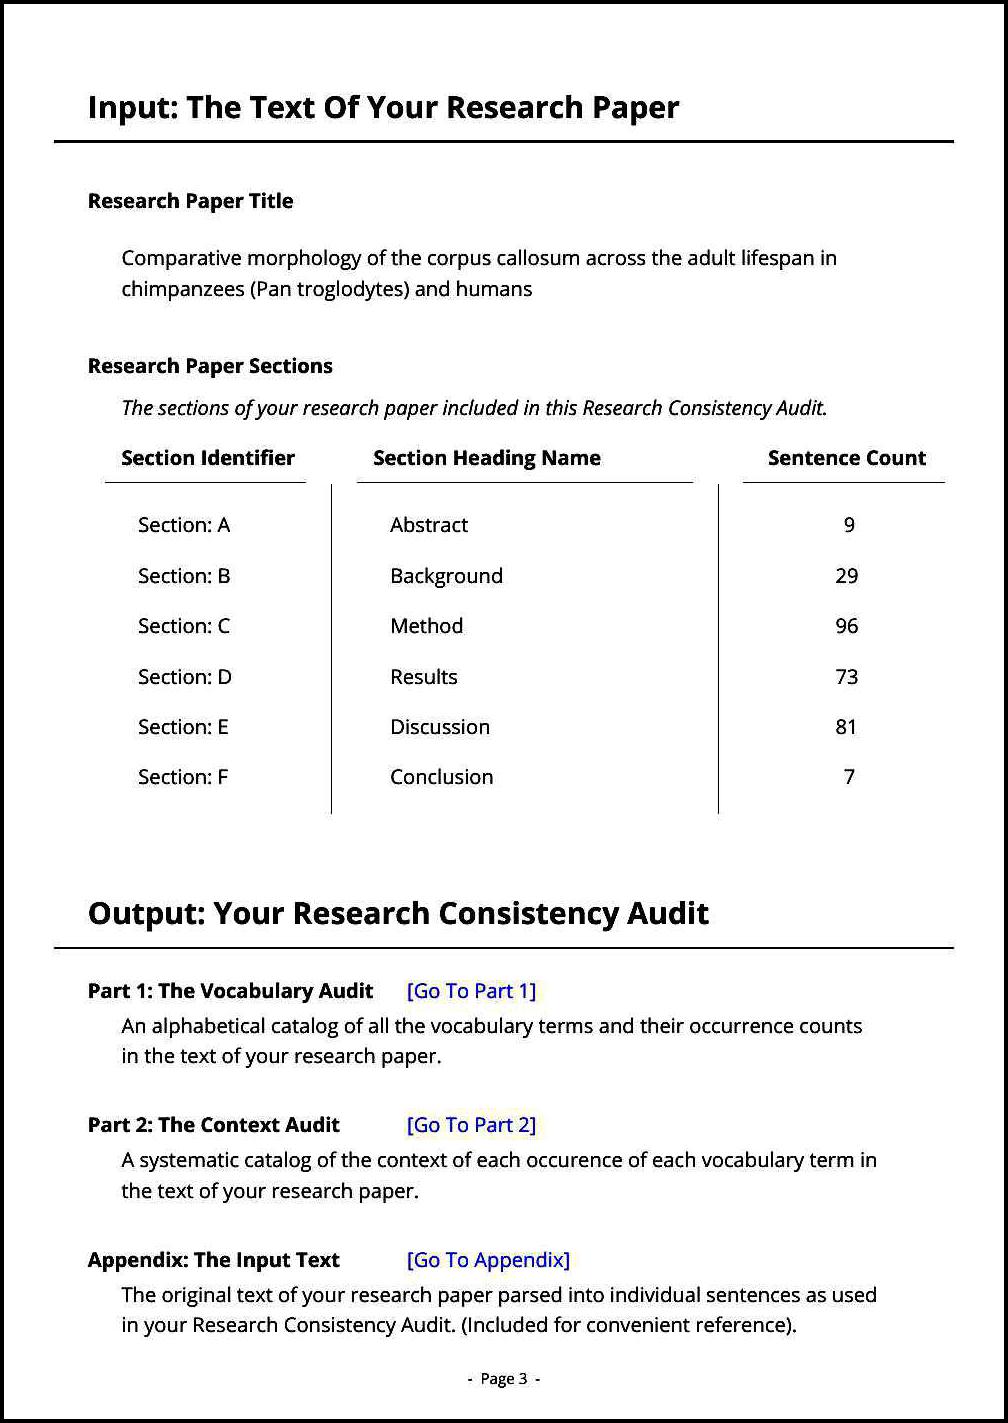 Input: The Text Of Your Research Paper
Research Paper Title
Comparative morphology of the corpus callosum across the adult lifespan in
chimpanzees (Pan troglodytes) and humans
Research Paper Sections
The sections of your research paper included in this Research Consistency Audit.
Section Identifier Section Heading Name Sentence Count
Section: A Abstract 9
Section: B Background 29
Section: C Method 96
Section: D Results 73
Section: E Discussion 81
Section: F Conclusion 7
Output: Your Research Consistency Audit
Part 1: The Vocabulary Audit [Go To Part 1]
An alphabetical catalog of all the vocabulary terms and their occurrence counts
in the text of your research paper.
Part 2: The Context Audit [Go To Part 2]
A systematic catalog of the context of each occurence of each vocabulary term in
the text of your research paper.
Appendix: The Input Text [Go To Appendix]
The original text of your research paper parsed into individual sentences as used
in your Research Consistency Audit. (Included for convenient reference).
- Page 3 -